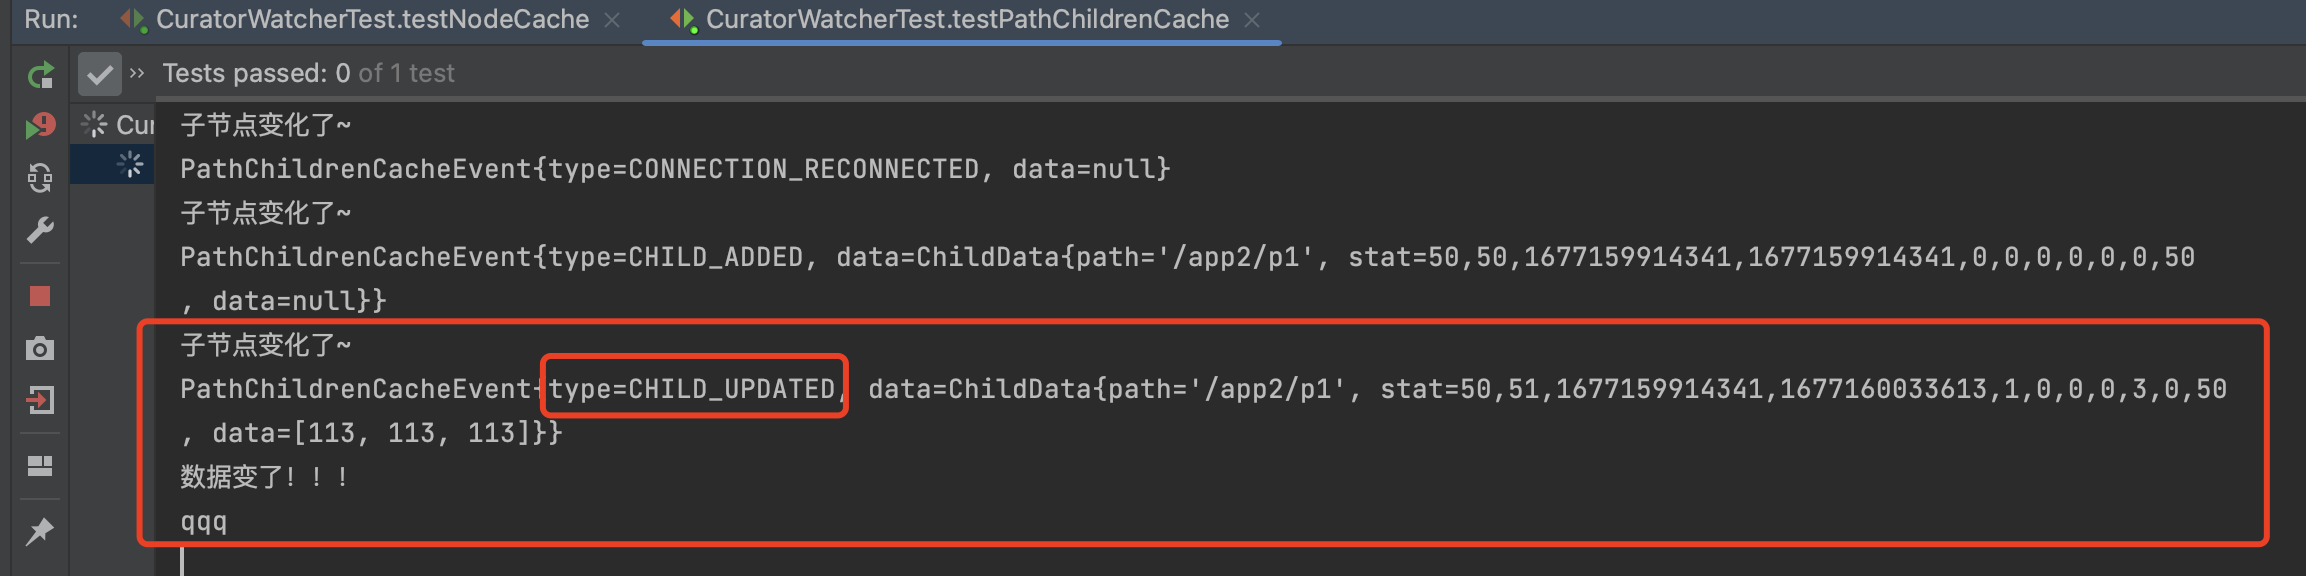 Run: CuratorWatcherTest.testNodeCache CuratorWatcherTest.testPathChildrenCache
Tests passed: 0 of 1 test
Cur
子节点变化了~
PathChildrenCacheEvent{type=CONNECTION_RECONNECTED, data=null}
子节点变化了~
PathChildrenCacheEvent{type=CHILD_ADDED, data=ChildData{path='/app2/p1', stat=50,50,1677159914341,1677159914341,0,0,0,0,0,0,50
, data=null}}
子节点变化了~
PathChildrenCacheEvent{type=CHILD_UPDATED, data=ChildData{path='/app2/p1', stat=50,51,1677159914341,1677160033613,1,0,0,0,3,0,50
, data=[113, 113, 113]}}
数据变了！！！
qqq